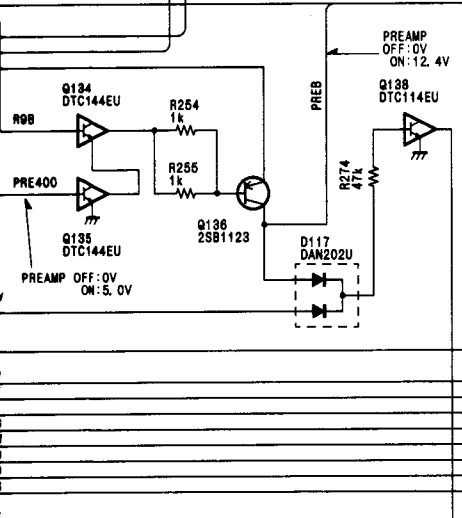 PREAMP
OFF:0V
ON:12.4V
Q134
DTC144EU
Q138
DTC114EU
R254
1k
PREB
R9B
R255
1k
R274
47k
PRE400
Q136
2SB1123
Q135
DTC144EU
D117
DAN202U
PREAMP OFF:0V
ON:5.0V